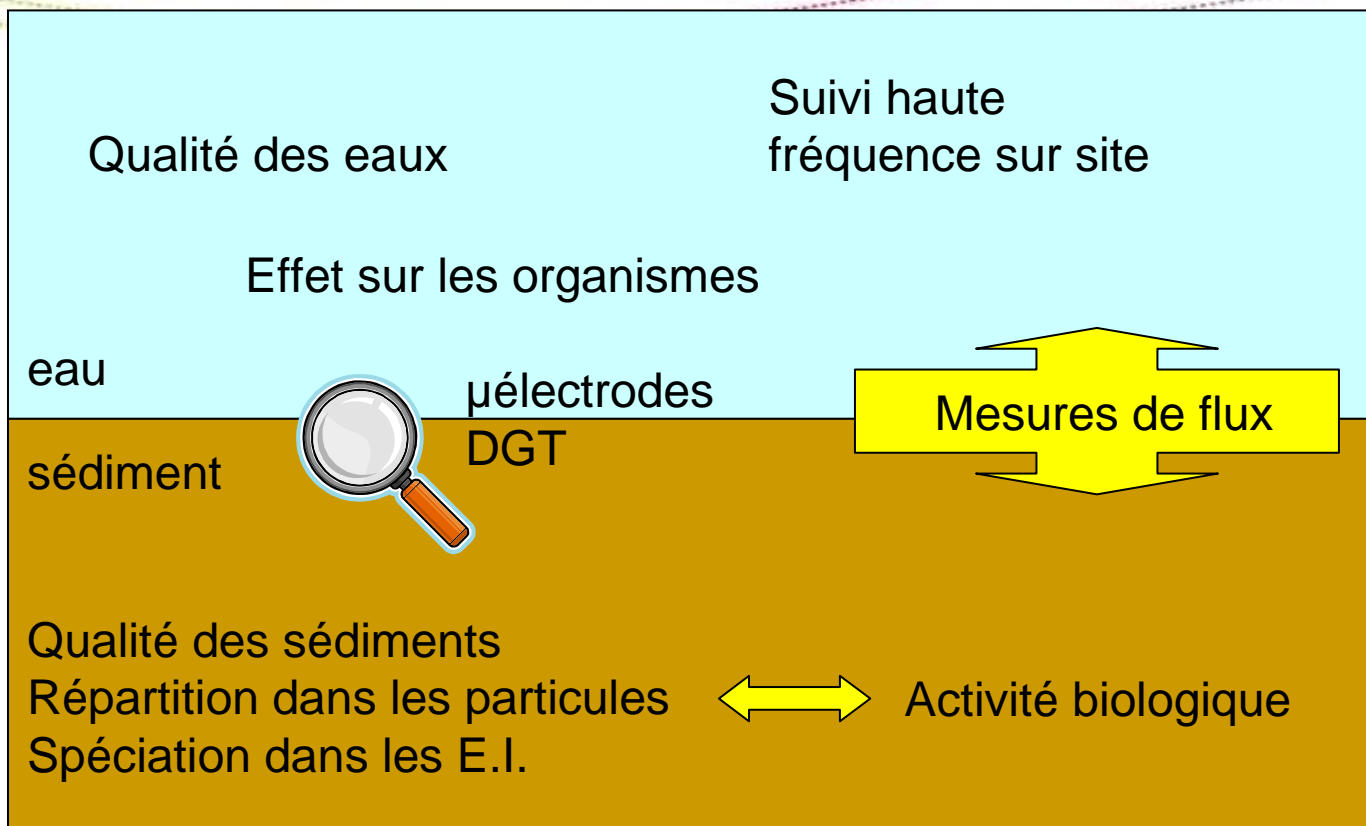 Suivi haute
fréquence sur site
Qualité des eaux
Effet sur les organismes
eau
µélectrodes
DGT
Mesures de flux
sédiment
Qualité des sédiments
Répartition dans les particules
Spéciation dans les E.I.
Activité biologique